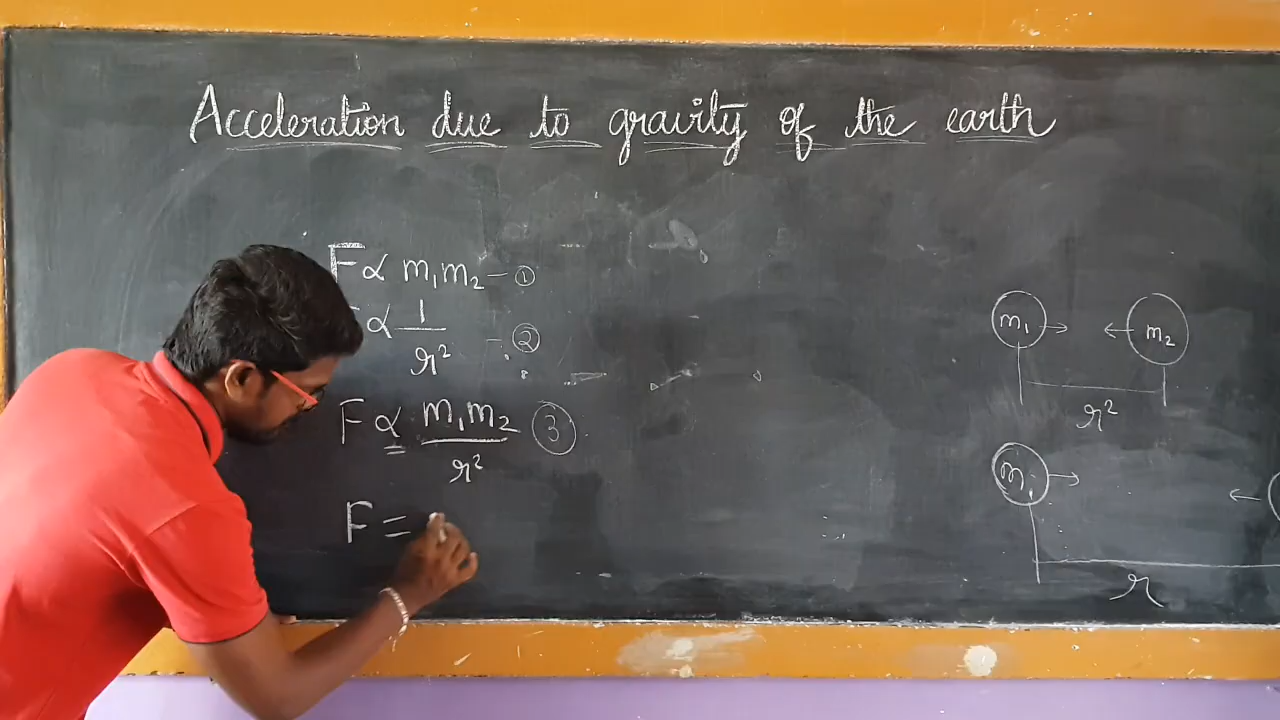 Acceleration due to gravity of the earth
F ∝ m₁m₂ – ①
∝ 1/r² – ②
F ∝ m₁m₂/r² ③
F =
m₁ m₂
r²
m₁
r